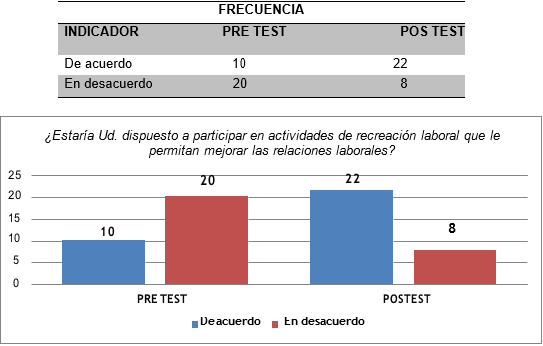 FRECUENCIA
INDICADOR PRE TEST POS TEST
De acuerdo 10 22
En desacuerdo 20 8
¿Estaría Ud. dispuesto a participar en actividades de recreación laboral que le
permitan mejorar las relaciones laborales?
25
20
15
10
5
0
10 20 22 8
PRE TEST POSTEST
De acuerdo En desacuerdo